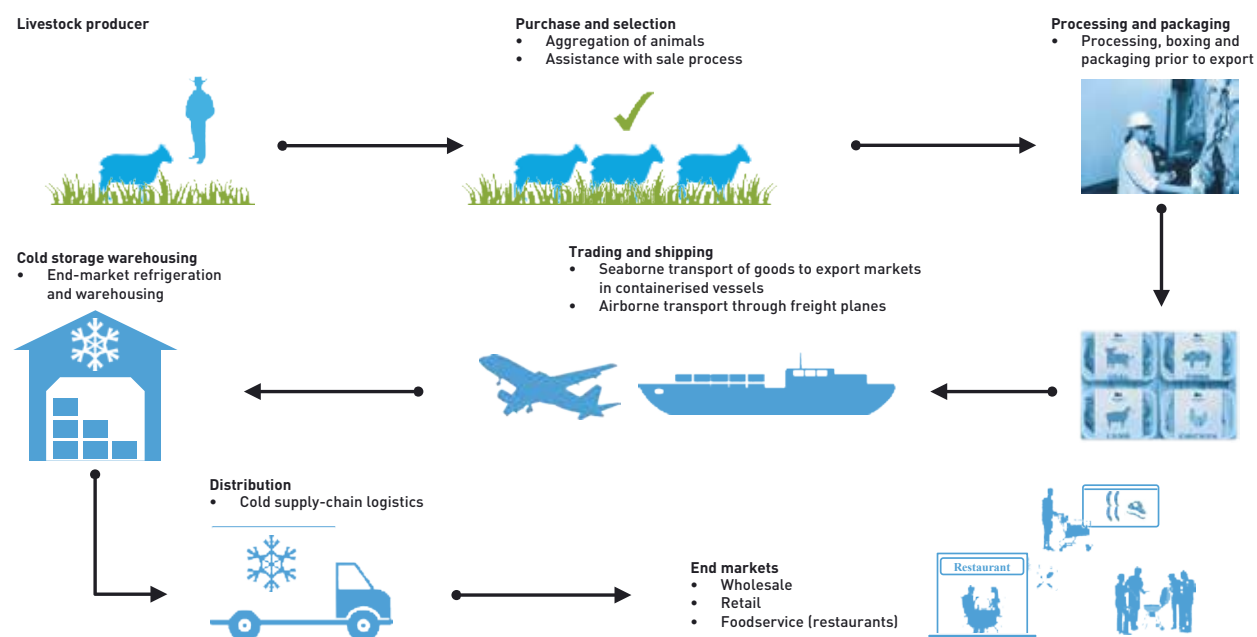 Livestock producer
Purchase and selection
• Aggregation of animals
• Assistance with sale process
Processing and packaging
• Processing, boxing and
packaging prior to export
Cold storage warehousing
• End-market refrigeration
and warehousing
Trading and shipping
• Seaborne transport of goods to export markets
in containerised vessels
• Airborne transport through freight planes
Distribution
• Cold supply-chain logistics
End markets
• Wholesale
• Retail
• Foodservice (restaurants)
Restaurant